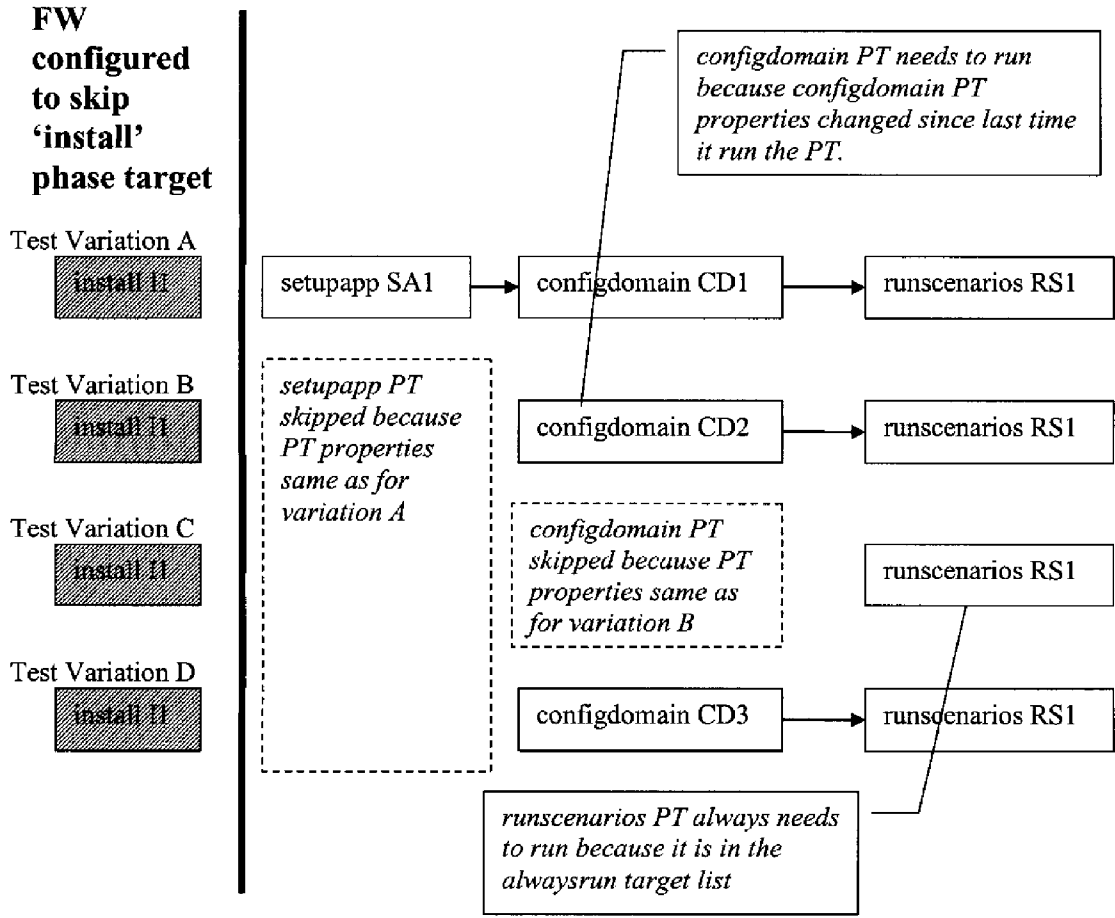 FW
configured
to skip
‘install’
phase target
configdomain PT needs to run
because configdomain PT
properties changed since last time
it run the PT.
Test Variation A
install I1
setupapp SA1
configdomain CD1
runscenarios RS1
Test Variation B
install I1
setupapp PT
skipped because
PT properties
same as for
variation A
configdomain CD2
runscenarios RS1
Test Variation C
install I1
configdomain PT
skipped because PT
properties same as
for variation B
runscenarios RS1
Test Variation D
install I1
configdomain CD3
runscenarios RS1
runscenarios PT always needs
to run because it is in the
alwaysrun target list